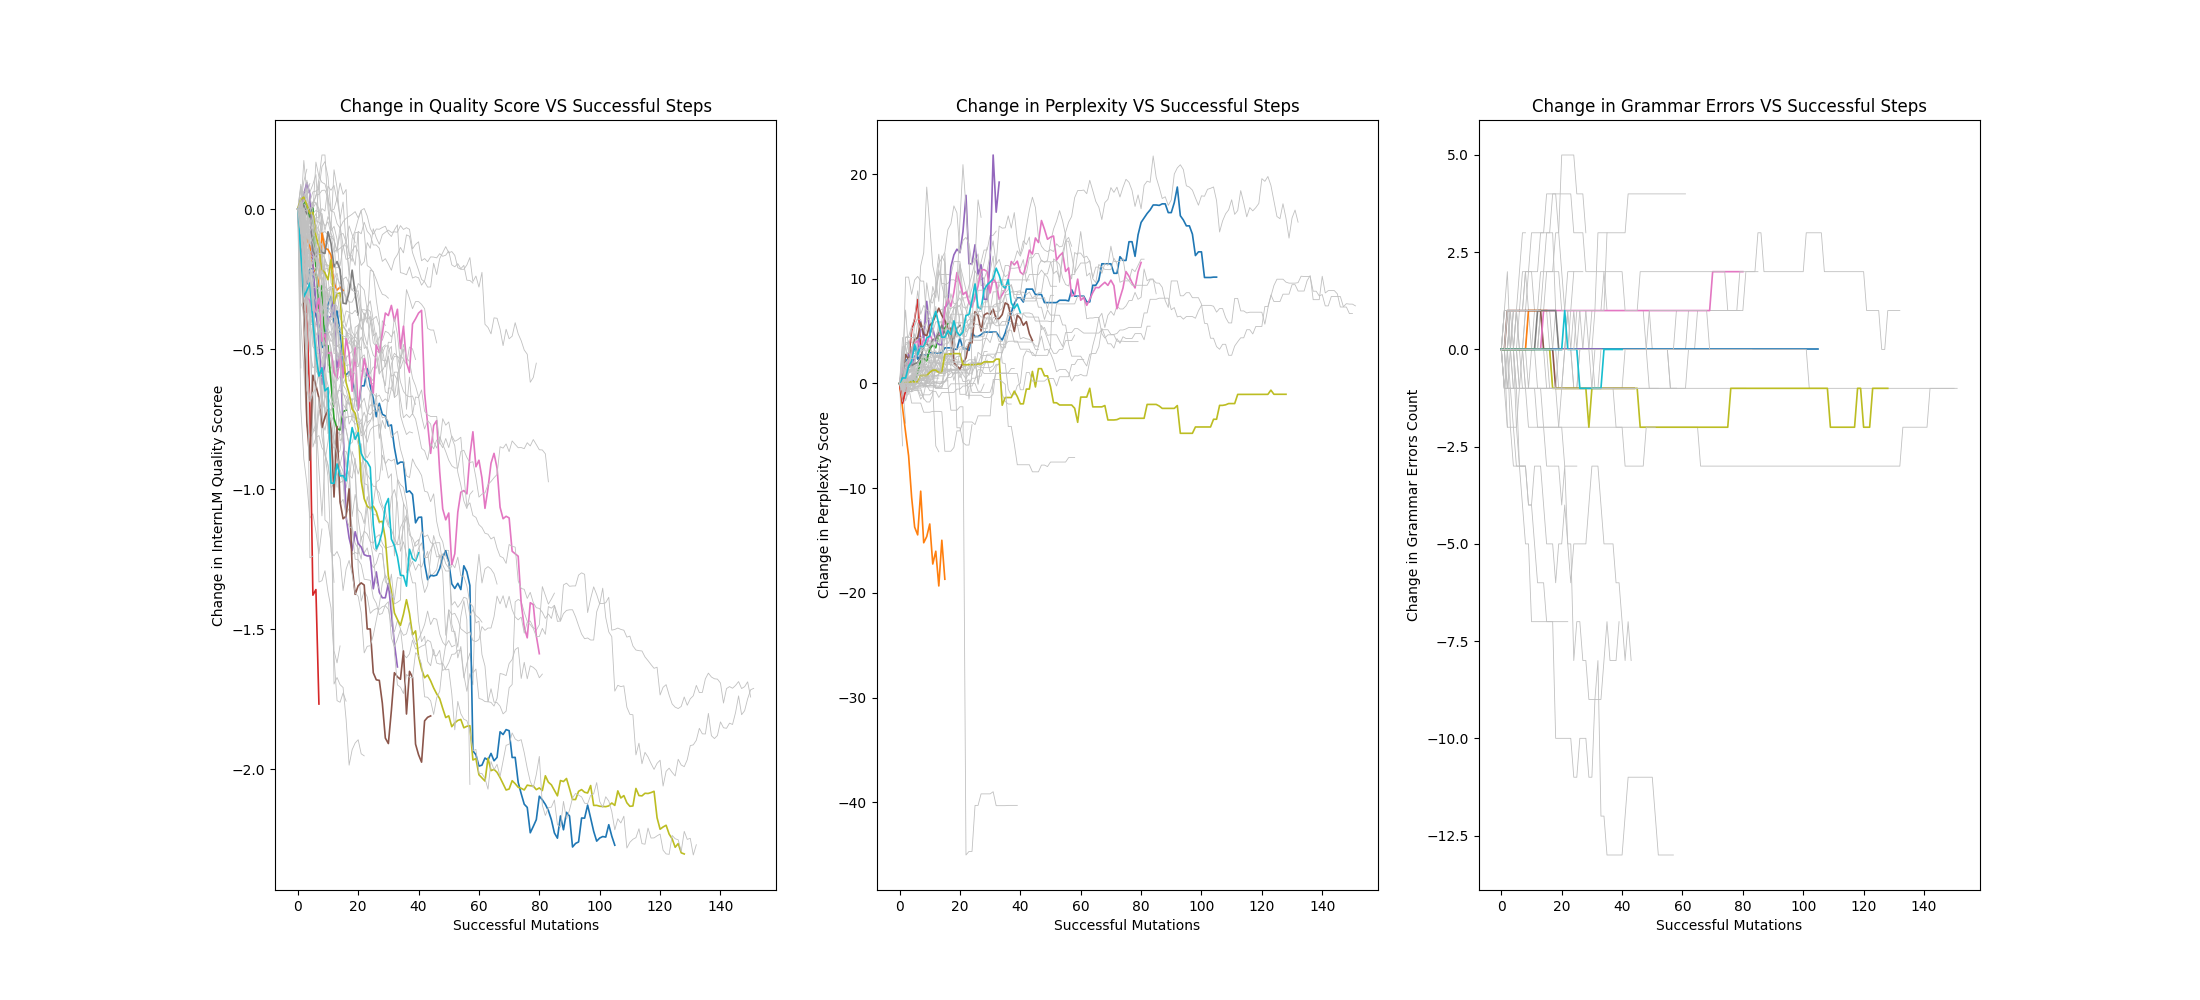 Change in Quality Score VS Successful Steps
0.0
−0.5
−1.0
−1.5
−2.0
Change in InternLM Quality Scoree
0 20 40 60 80 100 120 140
Successful Mutations
Change in Perplexity VS Successful Steps
20
10
0
−10
−20
−30
−40
Change in Perplexity Score
0 20 40 60 80 100 120 140
Successful Mutations
Change in Grammar Errors VS Successful Steps
5.0
2.5
0.0
−2.5
−5.0
−7.5
−10.0
−12.5
Change in Grammar Errors Count
0 20 40 60 80 100 120 140
Successful Mutations